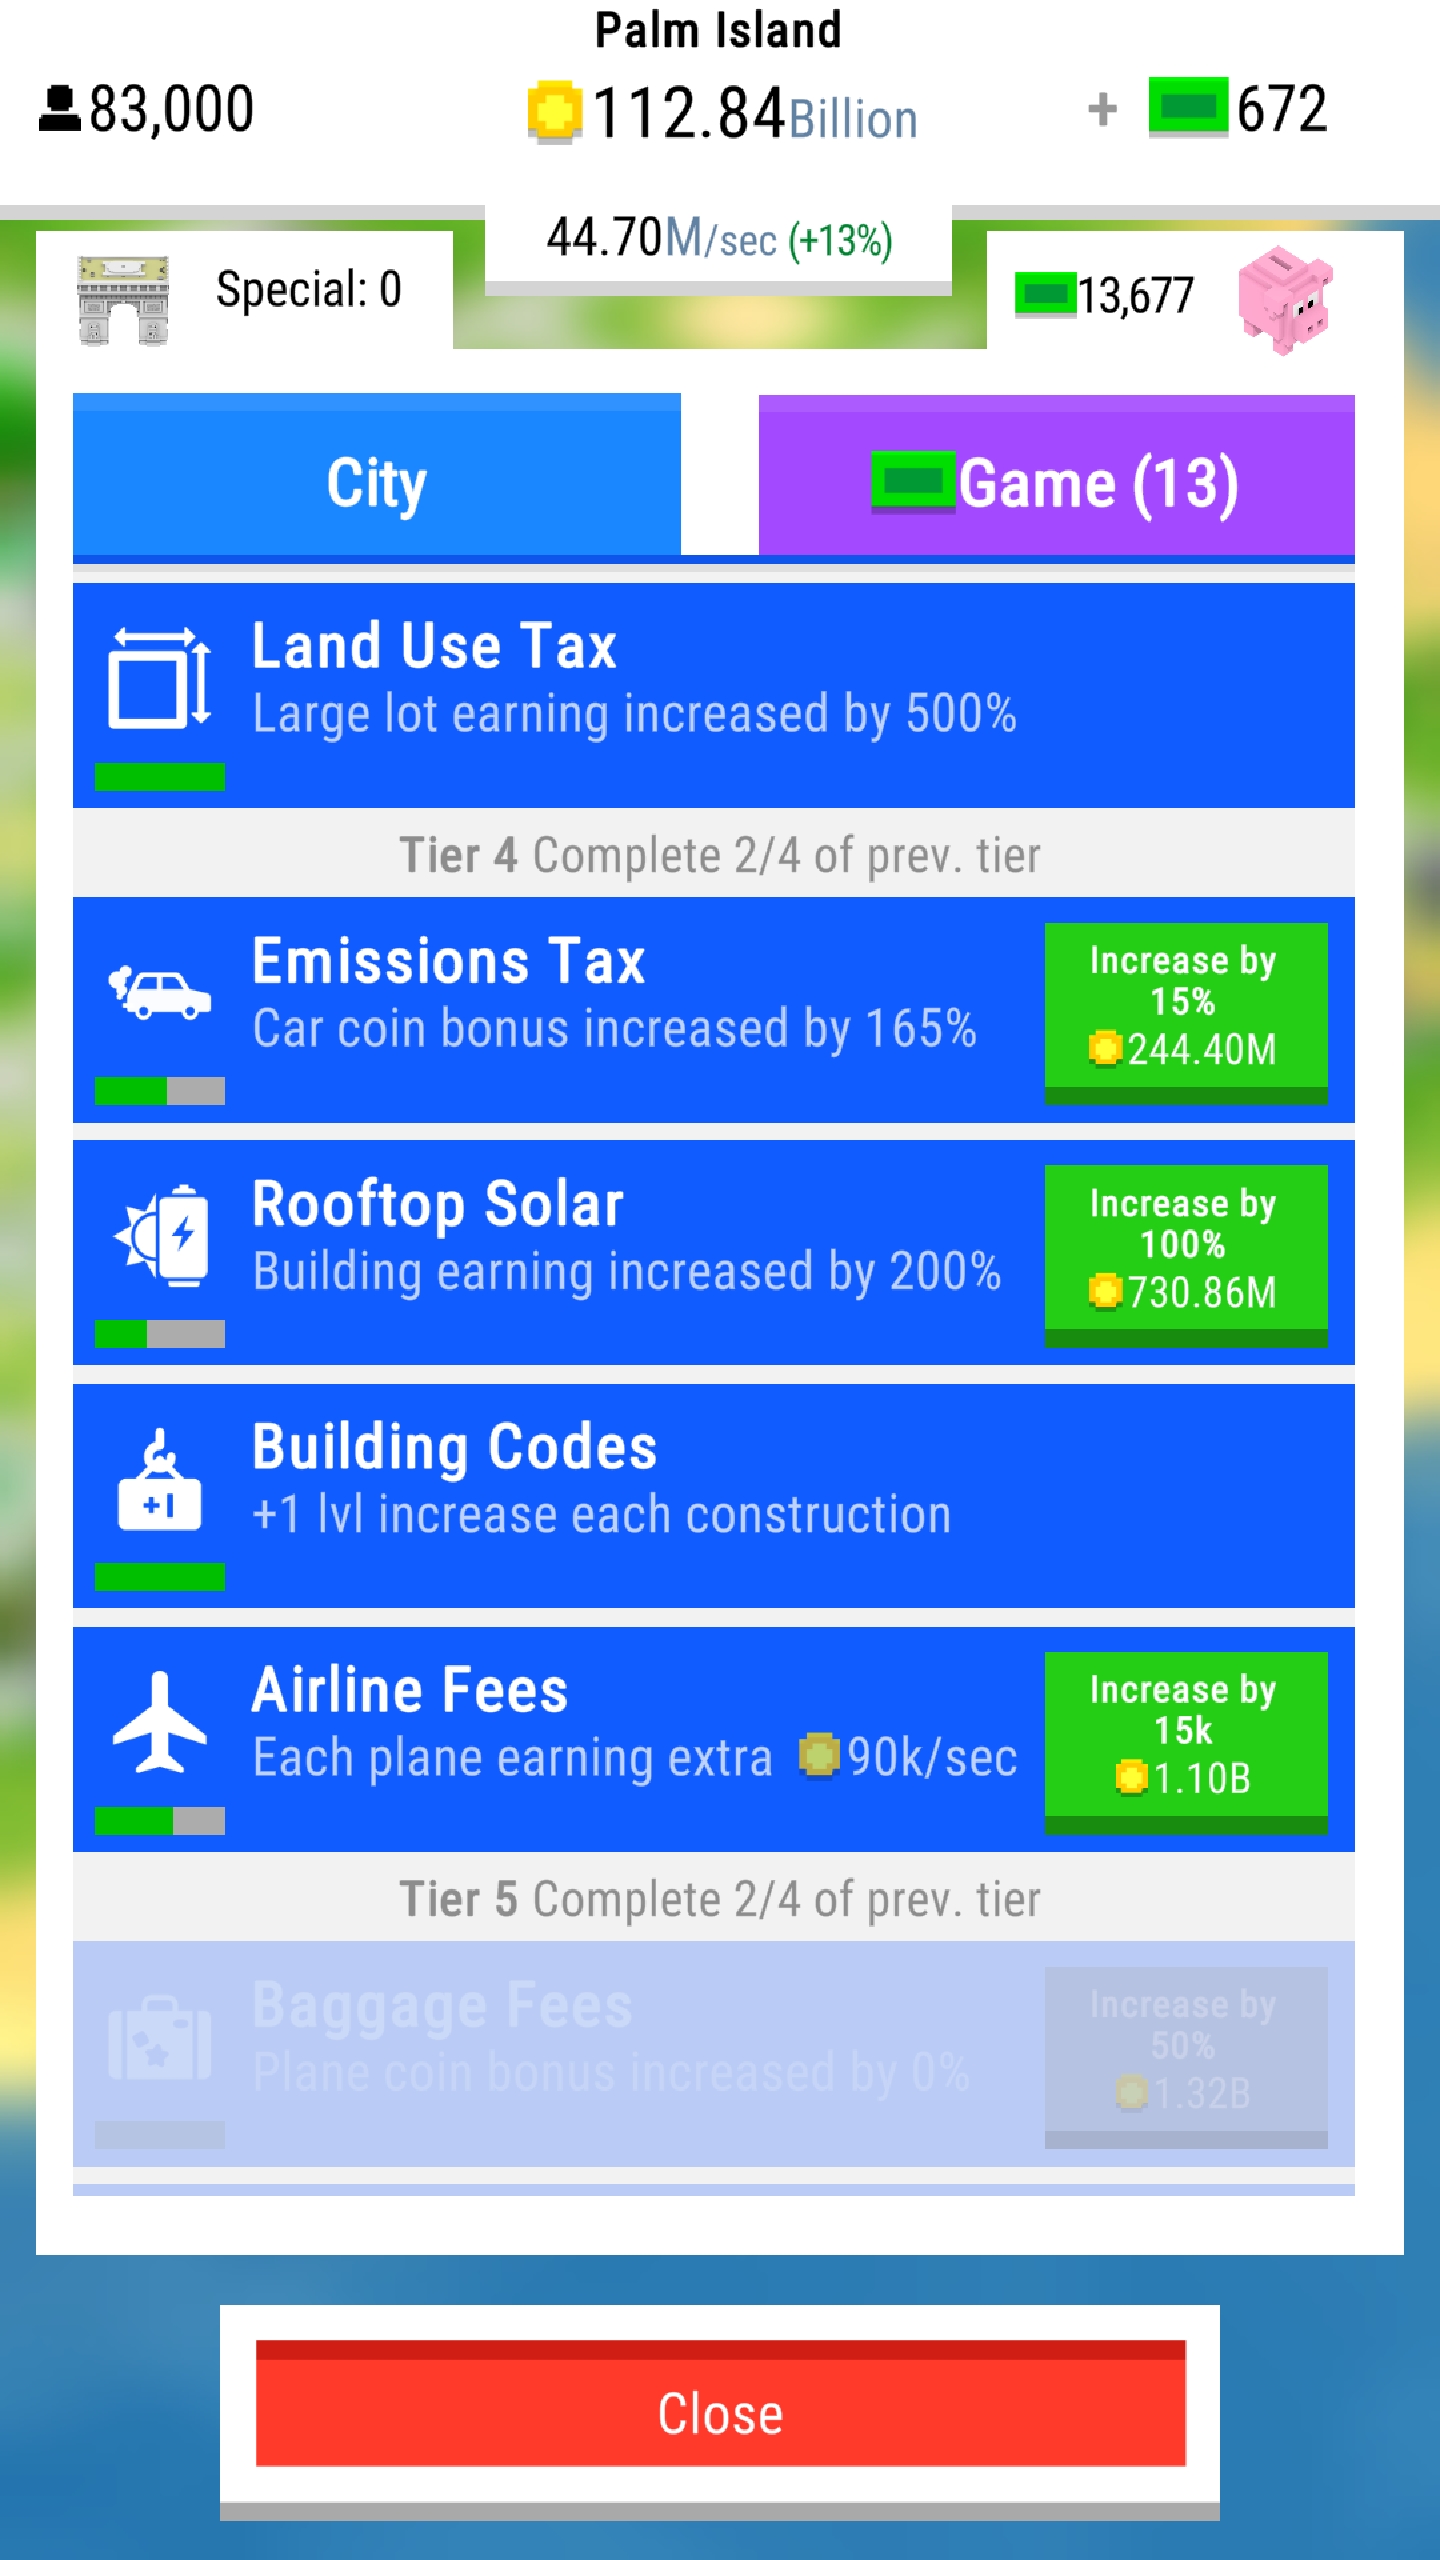 Palm Island
83,000
112.84Billion
+ 672
44.70M/sec (+13%)
Special: 0
13,677
City
Game (13)
Land Use Tax
Large lot earning increased by 500%
Tier 4 Complete 2/4 of prev. tier
Emissions Tax
Car coin bonus increased by 165%
Increase by
15%
244.40M
Rooftop Solar
Building earning increased by 200%
Increase by
100%
730.86M
Building Codes
+1 lvl increase each construction
+1
Airline Fees
Each plane earning extra 90k/sec
Increase by
15k
1.10B
Tier 5 Complete 2/4 of prev. tier
Baggage Fees
Plane coin bonus increased by 0%
Increase by
50%
1.32B
Close